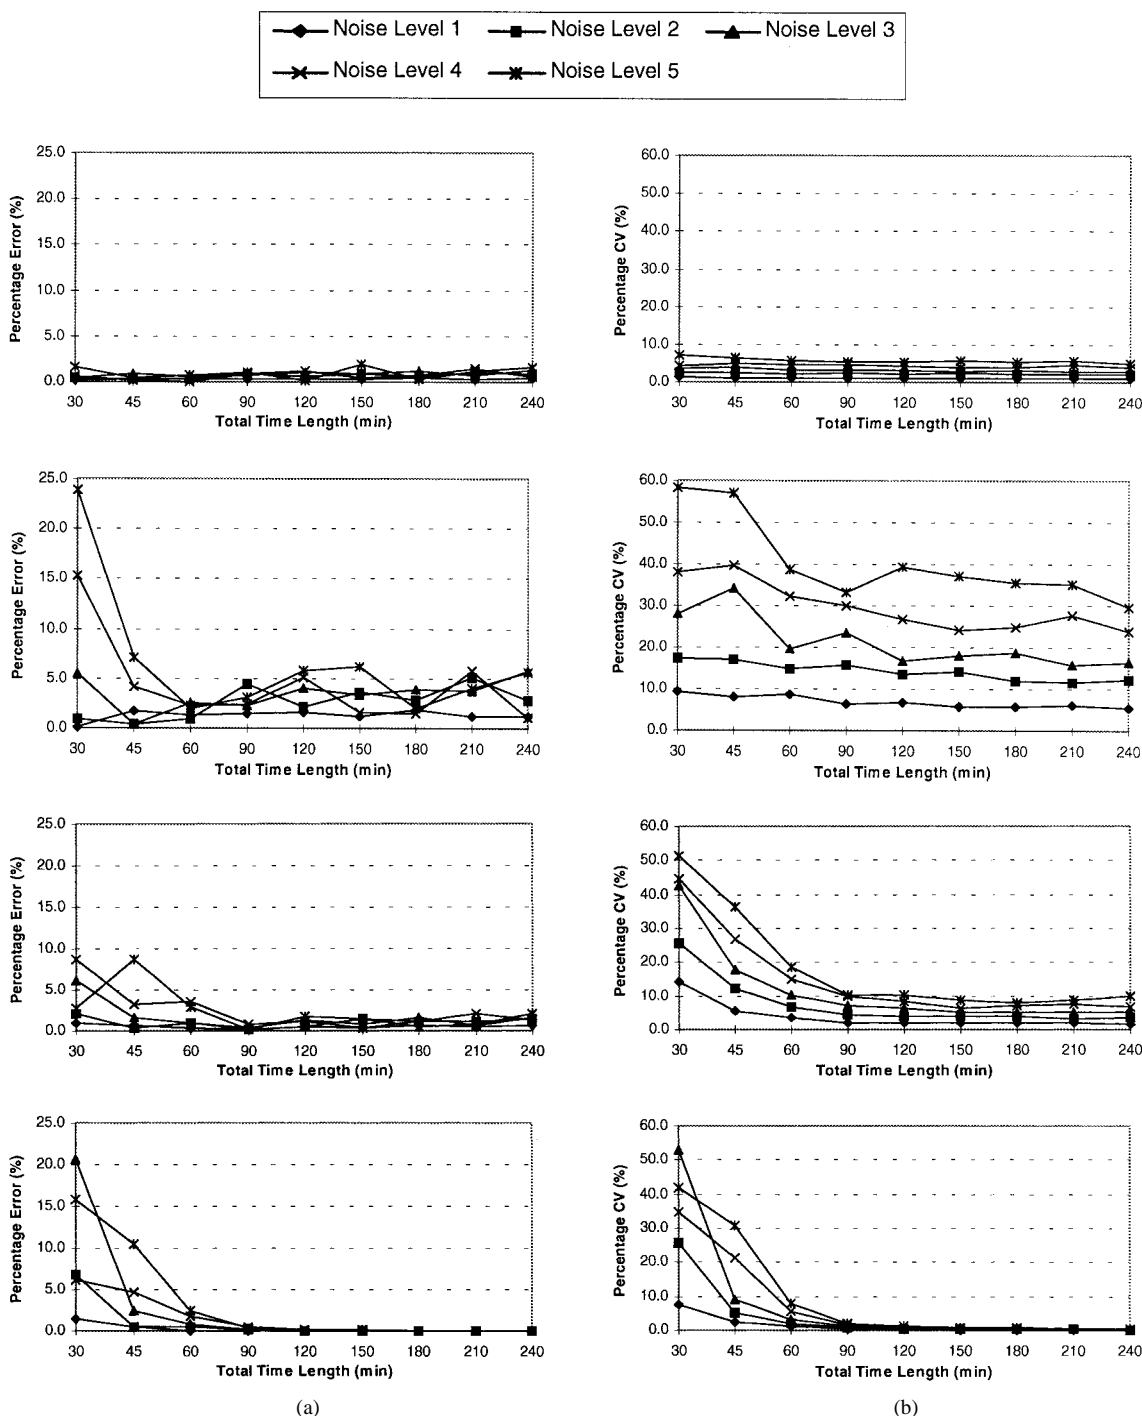 Noise Level 1 Noise Level 2 Noise Level 3
Noise Level 4 Noise Level 5
Percentage Error (%)
25.0
20.0
15.0
10.0
5.0
0.0
30 45 60 90 120 150 180 210 240
Total Time Length (min)
Percentage CV (%)
60.0
50.0
40.0
30.0
20.0
10.0
0.0
30 45 60 90 120 150 180 210 240
Total Time Length (min)
Percentage Error (%)
25.0
20.0
15.0
10.0
5.0
0.0
30 45 60 90 120 150 180 210 240
Total Time Length (min)
Percentage CV (%)
60.0
50.0
40.0
30.0
20.0
10.0
0.0
30 45 60 90 120 150 180 210 240
Total Time Length (min)
Percentage Error (%)
25.0
20.0
15.0
10.0
5.0
0.0
30 45 60 90 120 150 180 210 240
Total Time Length (min)
Percentage CV (%)
60.0
50.0
40.0
30.0
20.0
10.0
0.0
30 45 60 90 120 150 180 210 240
Total Time Length (min)
Percentage Error (%)
25.0
20.0
15.0
10.0
5.0
0.0
30 45 60 90 120 150 180 210 240
Total Time Length (min)
Percentage CV (%)
60.0
50.0
40.0
30.0
20.0
10.0
0.0
30 45 60 90 120 150 180 210 240
Total Time Length (min)
(a)
(b)